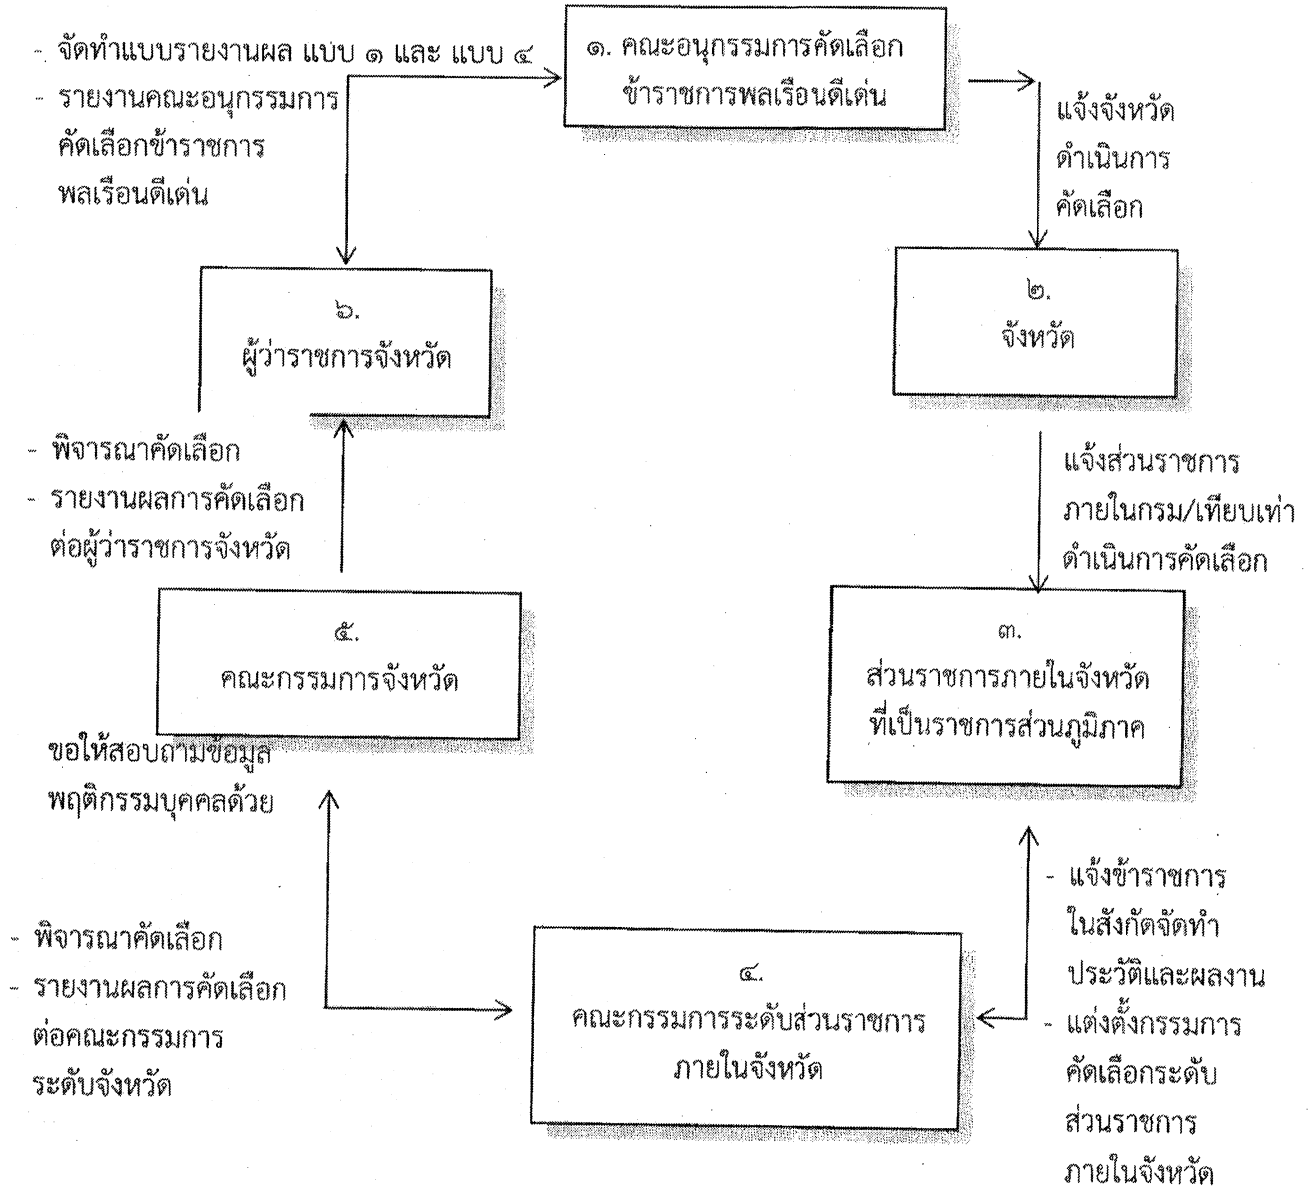 - จัดทำแบบรายงานผล แบบ ๑ และ แบบ ๔
- รายงานคณะอนุกรรมการ
คัดเลือกข้าราชการ
พลเรือนดีเด่น
๑. คณะอนุกรรมการคัดเลือก
ข้าราชการพลเรือนดีเด่น
แจ้งจังหวัด
ดำเนินการ
คัดเลือก
๒.
จังหวัด
แจ้งส่วนราชการ
ภายในกรม/เทียบเท่า
ดำเนินการคัดเลือก
๓.
ส่วนราชการภายในจังหวัด
ที่เป็นราชการส่วนภูมิภาค
- แจ้งข้าราชการ
ในสังกัดจัดทำ
ประวัติและผลงาน
- แต่งตั้งกรรมการ
คัดเลือกระดับ
ส่วนราชการ
ภายในจังหวัด
๔.
คณะกรรมการระดับส่วนราชการ
ภายในจังหวัด
- พิจารณาคัดเลือก
- รายงานผลการคัดเลือก
ต่อคณะกรรมการ
ระดับจังหวัด
๕.
คณะกรรมการจังหวัด
ขอให้สอบถามข้อมูล
พฤติกรรมบุคคลด้วย
- พิจารณาคัดเลือก
- รายงานผลการคัดเลือก
ต่อผู้ว่าราชการจังหวัด
๖.
ผู้ว่าราชการจังหวัด